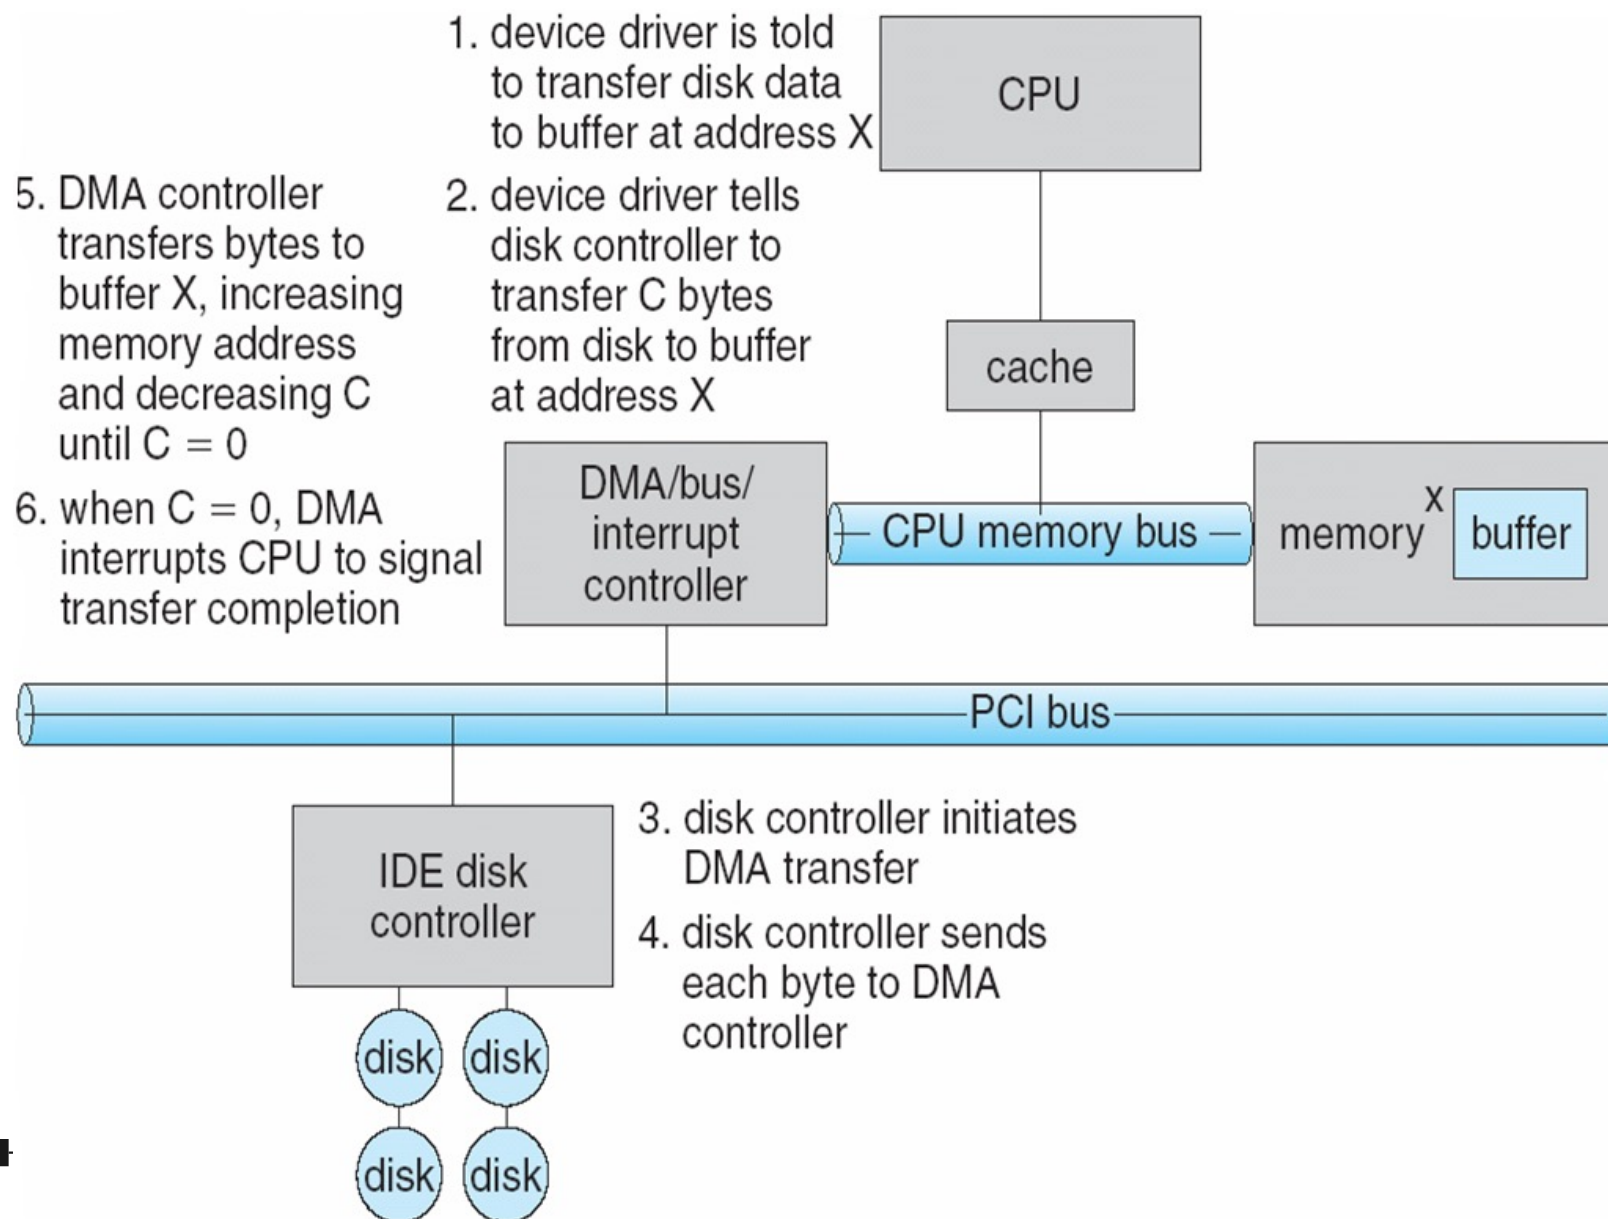 1. device driver is told
to transfer disk data
to buffer at address X
CPU
5. DMA controller
transfers bytes to
buffer X, increasing
memory address
and decreasing C
until C = 0
2. device driver tells
disk controller to
transfer C bytes
from disk to buffer
at address X
cache
6. when C = 0, DMA
interrupts CPU to signal
transfer completion
DMA/bus/
interrupt
controller
CPU memory bus
memory
X
buffer
PCI bus
IDE disk
controller
3. disk controller initiates
DMA transfer
4. disk controller sends
each byte to DMA
controller
disk
disk
disk
disk